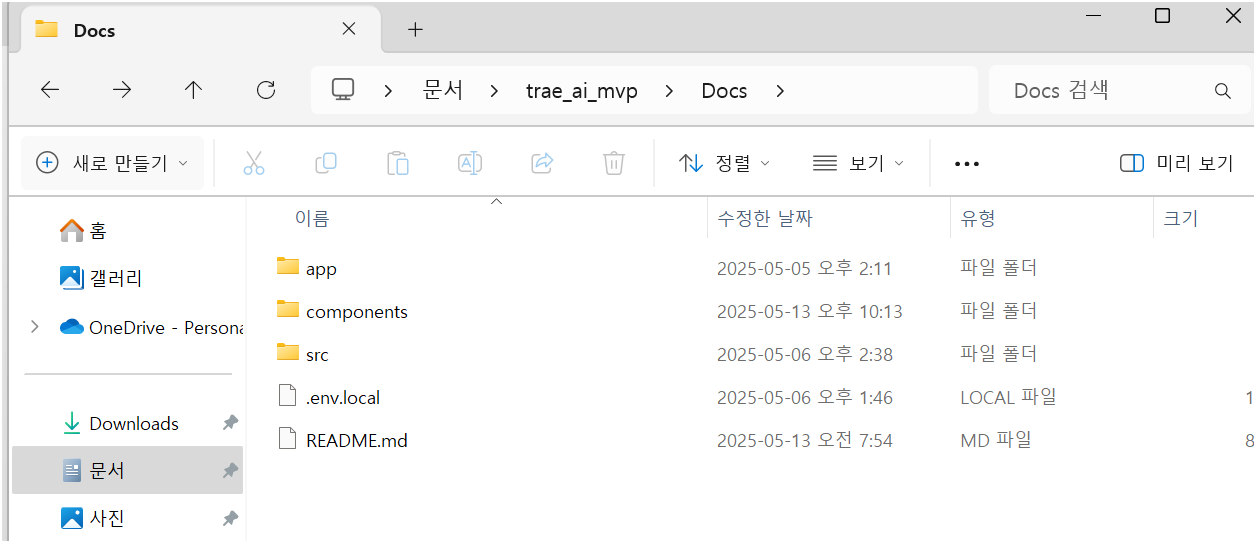 Docs
문서 trae_ai_mvp Docs Docs 검색
새로 만들기 정렬 보기 미리 보기
홈
갤러리
OneDrive - Persona
Downloads
문서
사진
이름 수정한 날짜 유형 크기
app 2025-05-05 오후 2:11 파일 폴더
components 2025-05-13 오후 10:13 파일 폴더
src 2025-05-06 오후 2:38 파일 폴더
.env.local 2025-05-06 오후 1:46 LOCAL 파일 1
README.md 2025-05-13 오전 7:54 MD 파일 8